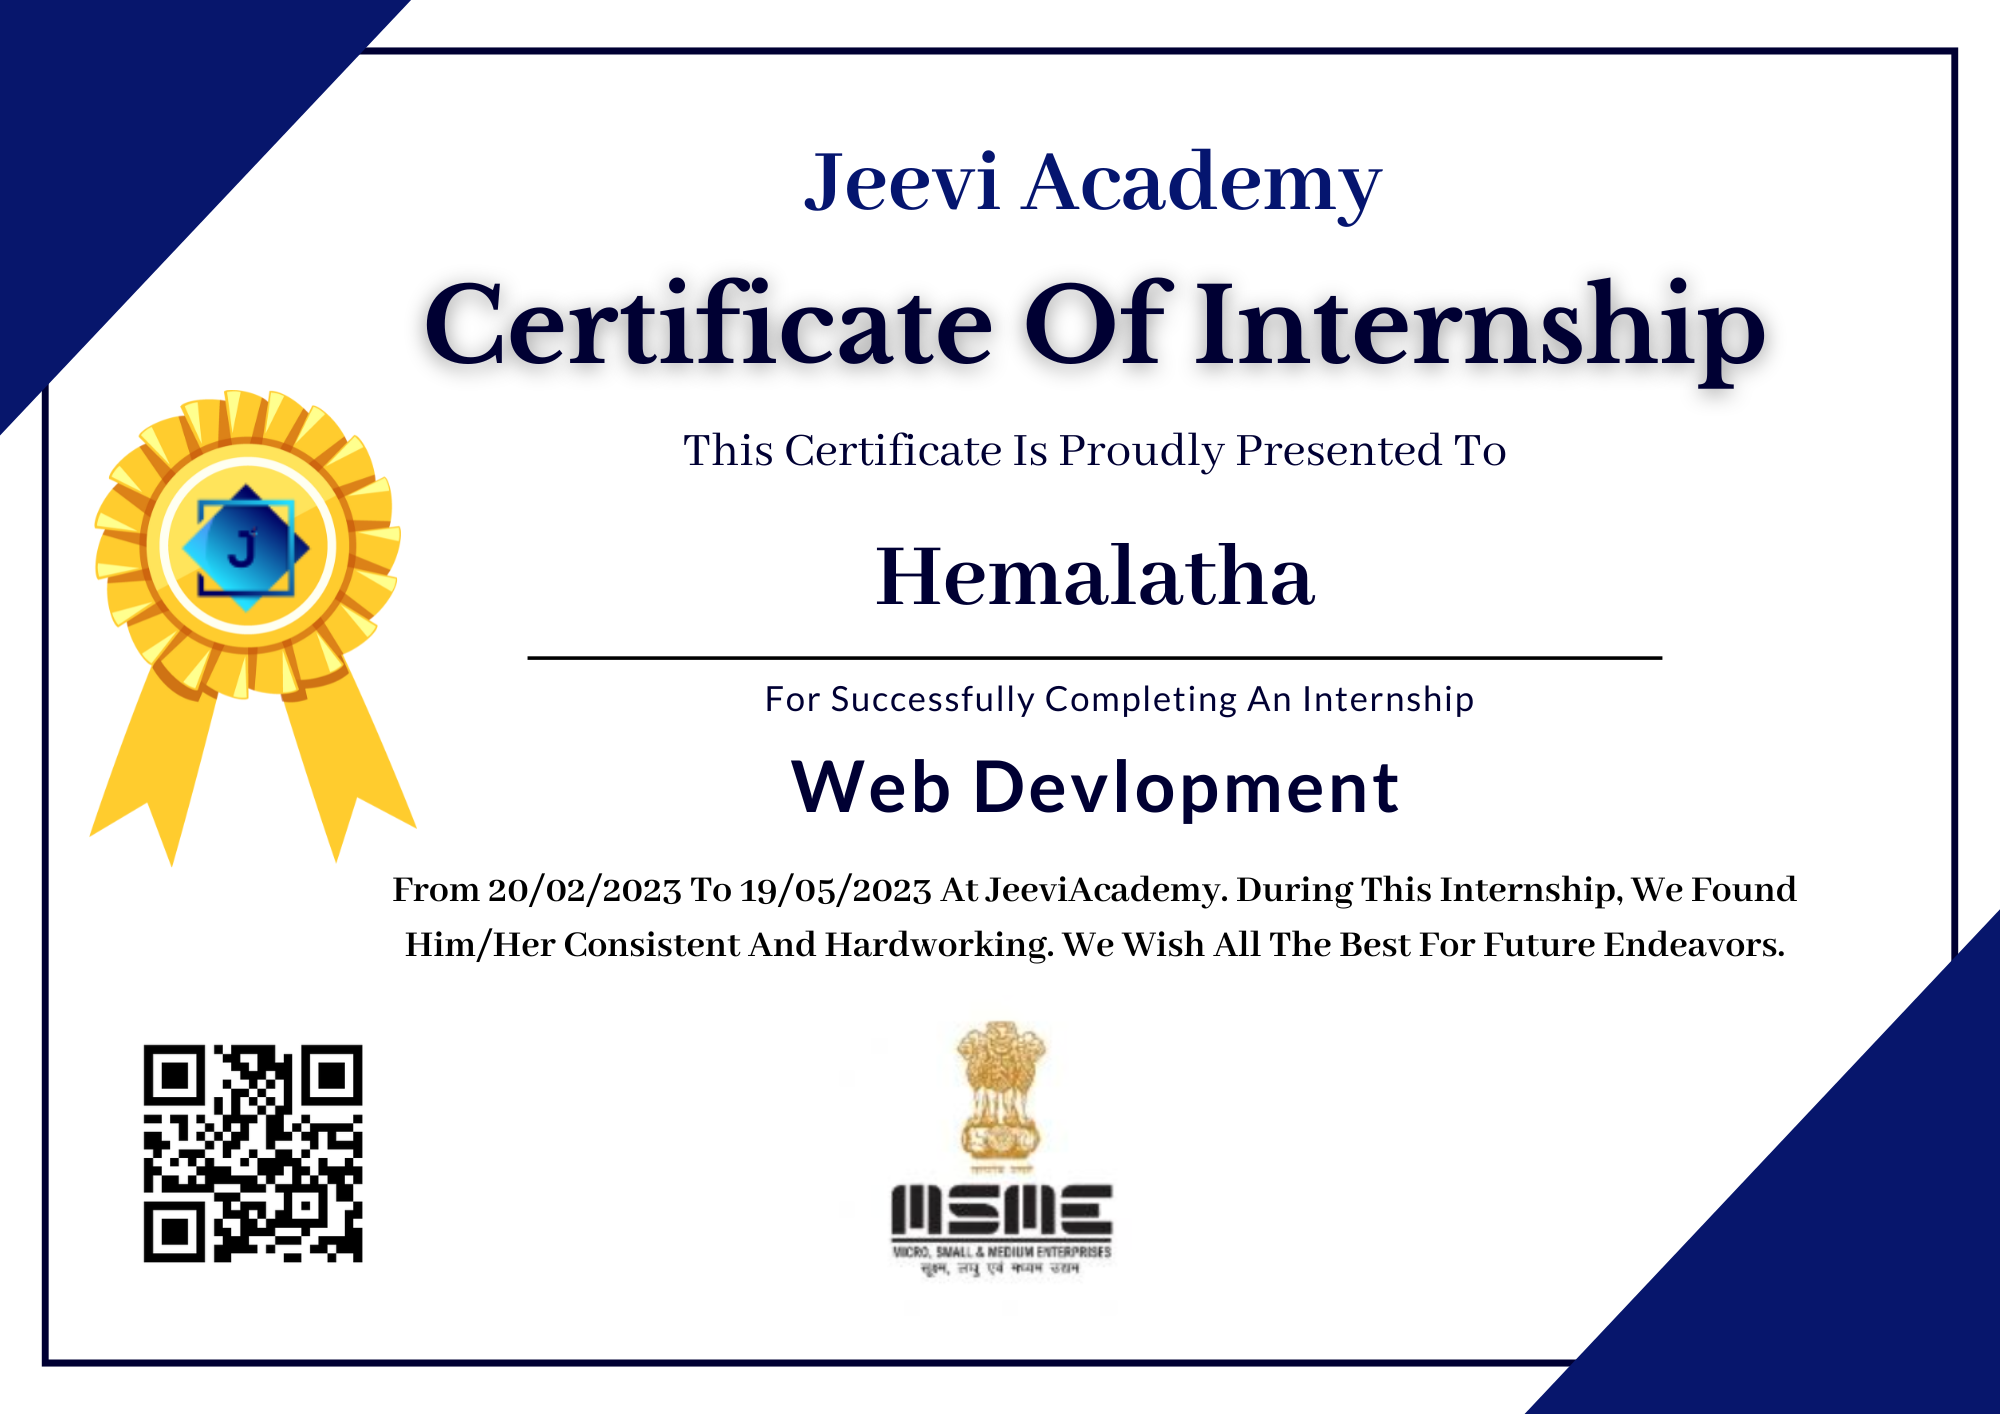 Jeevi Academy
Certificate Of Internship
This Certificate Is Proudly Presented To
Hemalatha
J
For Successfully Completing An Internship
Web Devlopment
From 20/02/2023 To 19/05/2023 At JeeviAcademy. During This Internship, We Found
Him/Her Consistent And Hardworking. We Wish All The Best For Future Endeavors.
MSME
MICRO, SMALL & MEDIUM ENTERPRISES
सूक्ष्म, लघु एवं मध्यम उद्यम